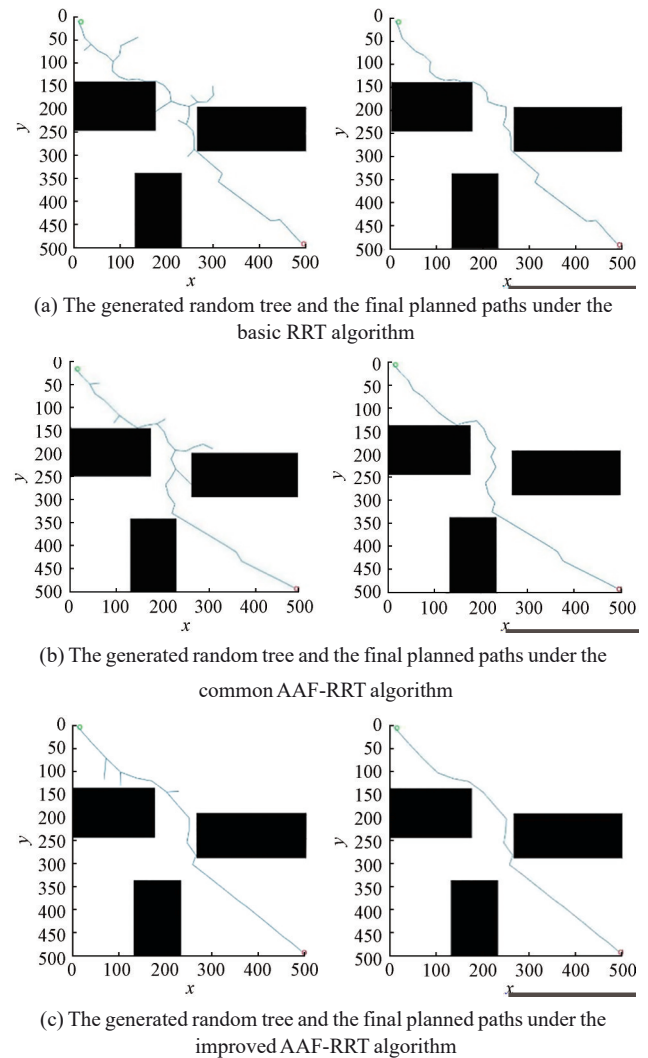 0 0
50 50
100 100
150 150
200 200
y y
250 250
300 300
350 350
400 400
450 450
500 500
0 100 200 300 400 500 0 100 200 300 400 500
x x
(a) The generated random tree and the final planned paths under the
basic RRT algorithm
0 0
50 50
100 100
150 150
200 200
y y
250 250
300 300
350 350
400 400
450 450
500 500
0 100 200 300 400 500 0 100 200 300 400 500
x x
(b) The generated random tree and the final planned paths under the
common AAF-RRT algorithm
0 0
50 50
100 100
150 150
200 200
y y
250 250
300 300
350 350
400 400
450 450
500 500
0 100 200 300 400 500 0 100 200 300 400 500
x x
(c) The generated random tree and the final planned paths under the
improved AAF-RRT algorithm